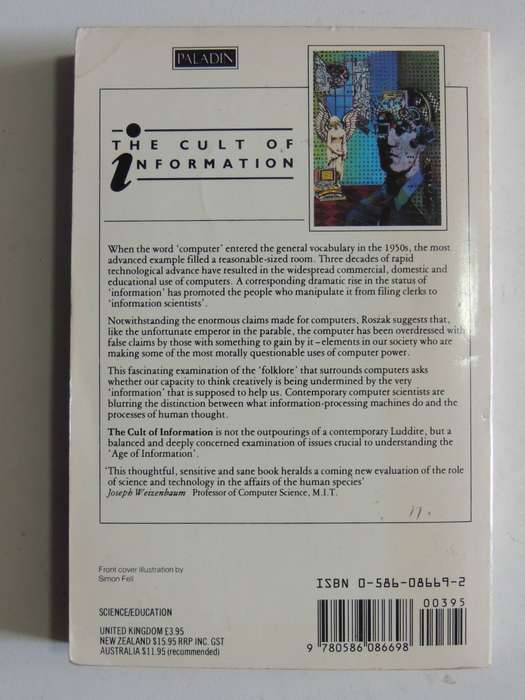 PALADIN
THE CULT OF
iNFORMATION
When the word 'computer' entered the general vocabulary in the 1950s, the most
advanced example filled a reasonable-sized room. Three decades of rapid
technological advance have resulted in the widespread commercial, domestic and
educational use of computers. A corresponding dramatic rise in the status of
'information' has promoted the people who manipulate it from filing clerks to
'information scientists'.
Notwithstanding the enormous claims made for computers, Roszak suggests that,
like the unfortunate emperor in the parable, the computer has been overdressed with
false claims by those with something to gain by it – elements in our society who are
making some of the most morally questionable uses of computer power.
This fascinating examination of the 'folklore' that surrounds computers asks
whether our capacity to think creatively is being undermined by the very
'information' that is supposed to help us. Contemporary computer scientists are
blurring the distinction between what information-processing machines do and the
processes of human thought.
The Cult of Information is not the outpourings of a contemporary Luddite, but a
balanced and deeply concerned examination of issues crucial to understanding the
'Age of Information'.
'This thoughtful, sensitive and sane book heralds a coming new evaluation of the role
of science and technology in the affairs of the human species'
Joseph Weizenbaum Professor of Computer Science, M.I.T.
Front cover illustration by
Simon Fell
ISBN 0-586-08669-2
00395
SCIENCE/EDUCATION
UNITED KINGDOM £3.95
NEW ZEALAND $15.95 RRP INC. GST
AUSTRALIA $11.95 (recommended)
9 780586 086698